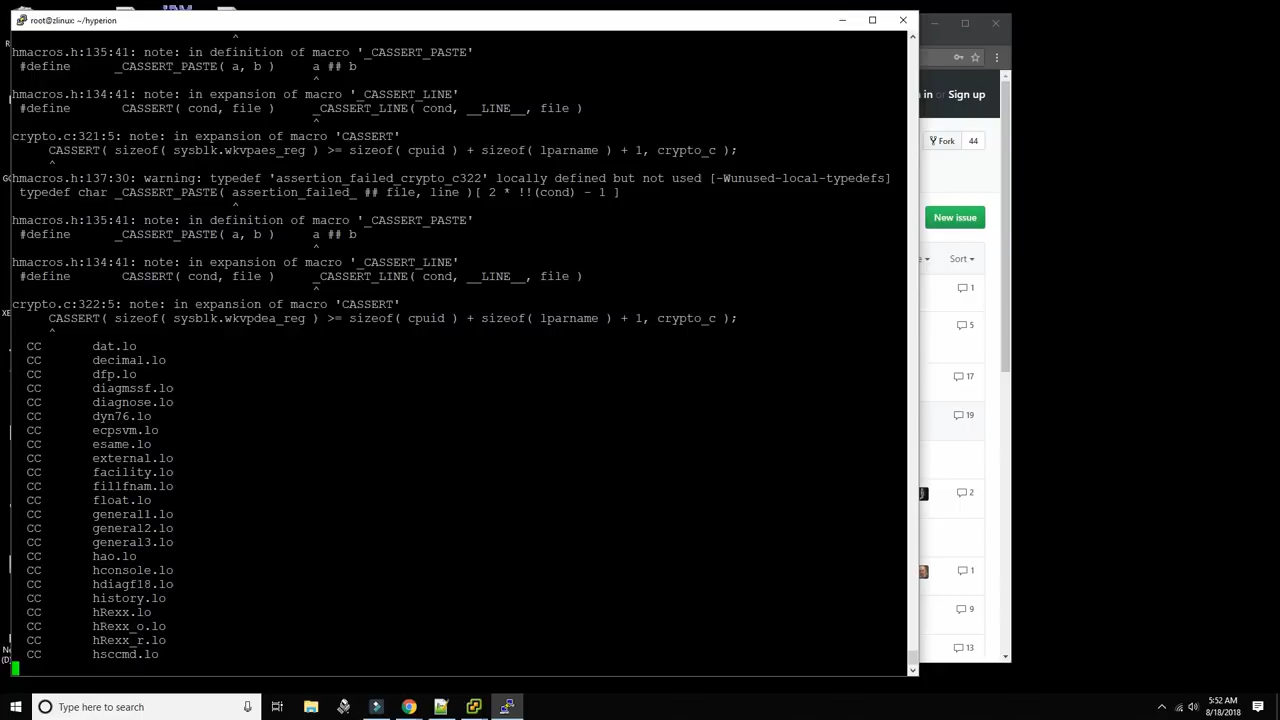 root@zlinux: ~/hyperion
^
hmacros.h:135:41: note: in definition of macro '_CASSERT_PASTE'
#define _CASSERT_PASTE( a, b ) a ## b
^
hmacros.h:134:41: note: in expansion of macro '_CASSERT_LINE'
#define CASSERT( cond, file ) _CASSERT_LINE( cond, __LINE__, file )
^
crypto.c:321:5: note: in expansion of macro 'CASSERT'
CASSERT( sizeof( sysblk.wkvpaes_reg ) >= sizeof( cpuid ) + sizeof( lparname ) + 1, crypto_c );
^
hmacros.h:137:30: warning: typedef 'assertion_failed_crypto_c322' locally defined but not used [-Wunused-local-typedefs]
typedef char _CASSERT_PASTE( assertion_failed_ ## file, line )[ 2 * !!(cond) - 1 ]
^
hmacros.h:135:41: note: in definition of macro '_CASSERT_PASTE'
#define _CASSERT_PASTE( a, b ) a ## b
^
hmacros.h:134:41: note: in expansion of macro '_CASSERT_LINE'
#define CASSERT( cond, file ) _CASSERT_LINE( cond, __LINE__, file )
^
crypto.c:322:5: note: in expansion of macro 'CASSERT'
CASSERT( sizeof( sysblk.wkvpdea_reg ) >= sizeof( cpuid ) + sizeof( lparname ) + 1, crypto_c );
^
CC dat.lo
CC decimal.lo
CC dfp.lo
CC diagmssf.lo
CC diagnose.lo
CC dyn76.lo
CC ecpsvm.lo
CC esame.lo
CC external.lo
CC facility.lo
CC fillfnam.lo
CC float.lo
CC general1.lo
CC general2.lo
CC general3.lo
CC hao.lo
CC hconsole.lo
CC hdiagf18.lo
CC history.lo
CC hRexx.lo
CC hRexx_o.lo
CC hRexx_r.lo
CC hsccmd.lo
in or Sign up
Fork 44
New issue
Sort
1
5
17
19
2
1
9
13
Type here to search
5:52 AM
8/18/2018